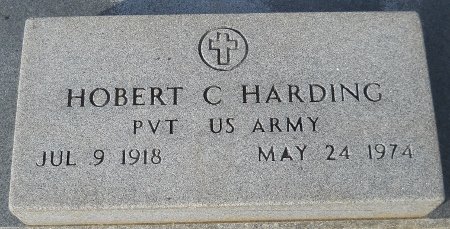 HOBERT C HARDING
PVT US ARMY
JUL 9 1918 MAY 24 1974